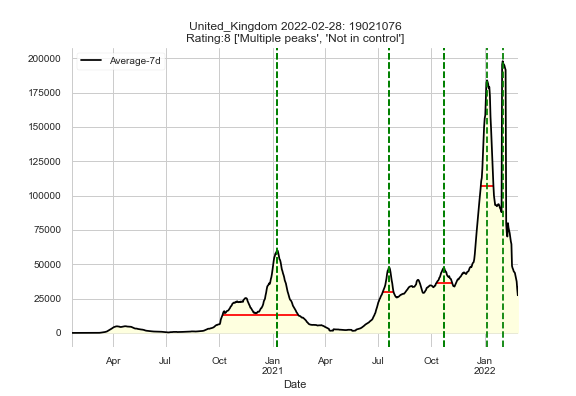 United_Kingdom 2022-02-28: 19021076
Rating:8 ['Multiple peaks', 'Not in control']
Average-7d
200000
175000
150000
125000
100000
75000
50000
25000
0
Apr
Jul
Oct
Jan
2021
Apr
Jul
Oct
Jan
2022
Date